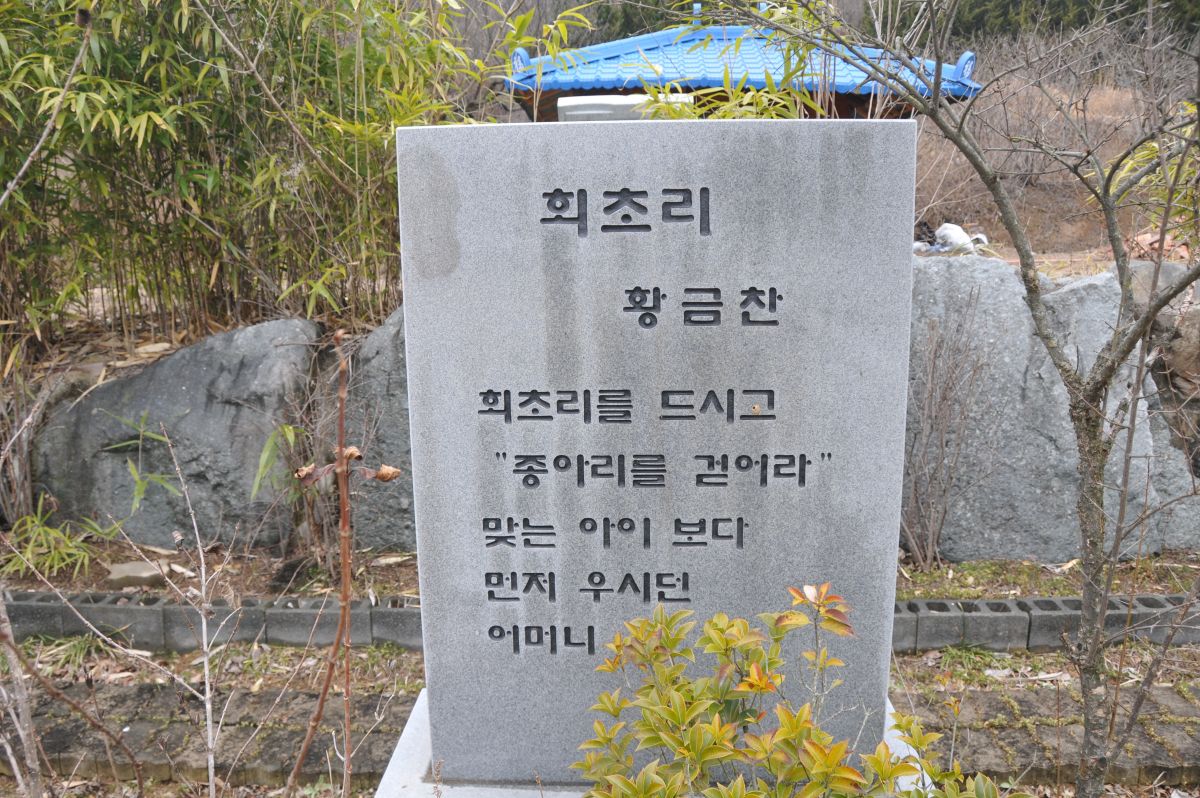 회초리
황금찬
회초리를 드시고
"종아리를 걷어라"
맞는 아이 보다
먼저 우시던
어머니